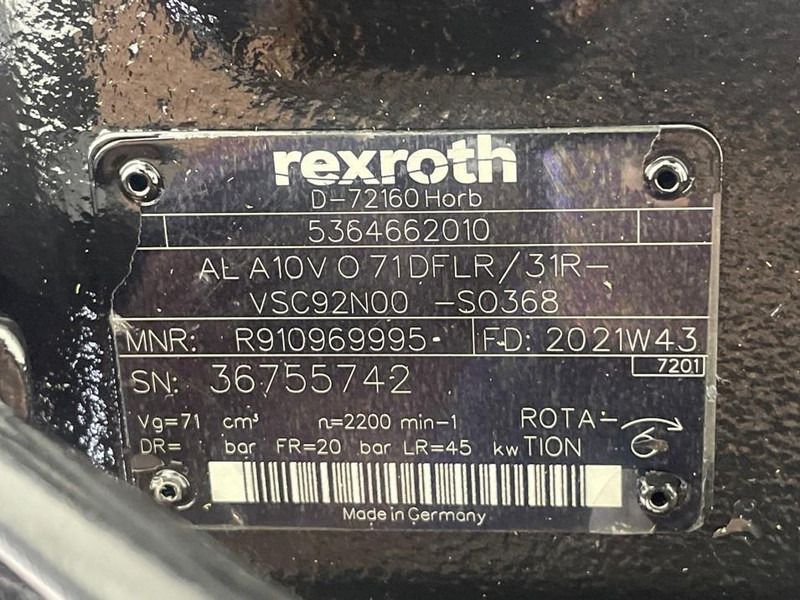 rexroth
D-72160 Horb
5364662010
AL A10V O 71DFLR/31R-
VSC92N00 -SO368
MNR: R910969995 FD: 2021W43
7201
SN: 36755742
Vg=71 cm³ n=2200 min-1 ROTA-
DR= bar FR=20 bar LR=45 kw TION
Made in Germany